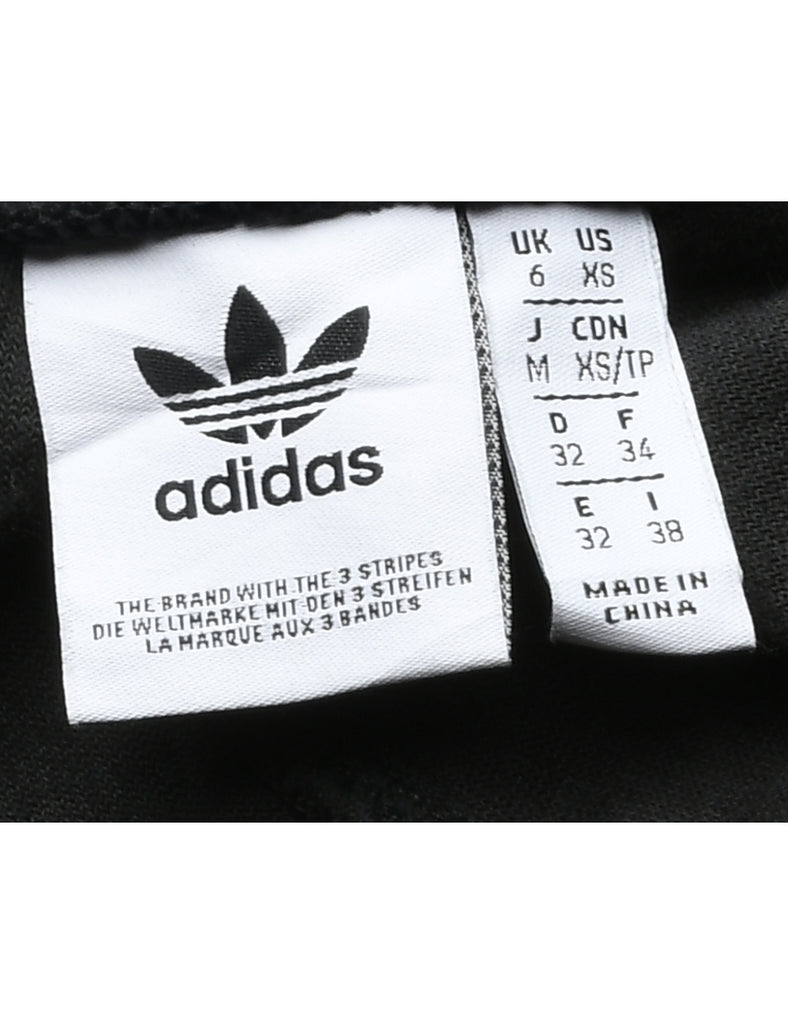 adidas
THE BRAND WITH THE 3 STRIPES
DIE WELTMARKE MIT DEN 3 STREIFEN
LA MARQUE AUX 3 BANDES
UK US
6 XS
J CDN
M XS/TP
D F
32 34
E I
32 38
MADE IN
CHINA